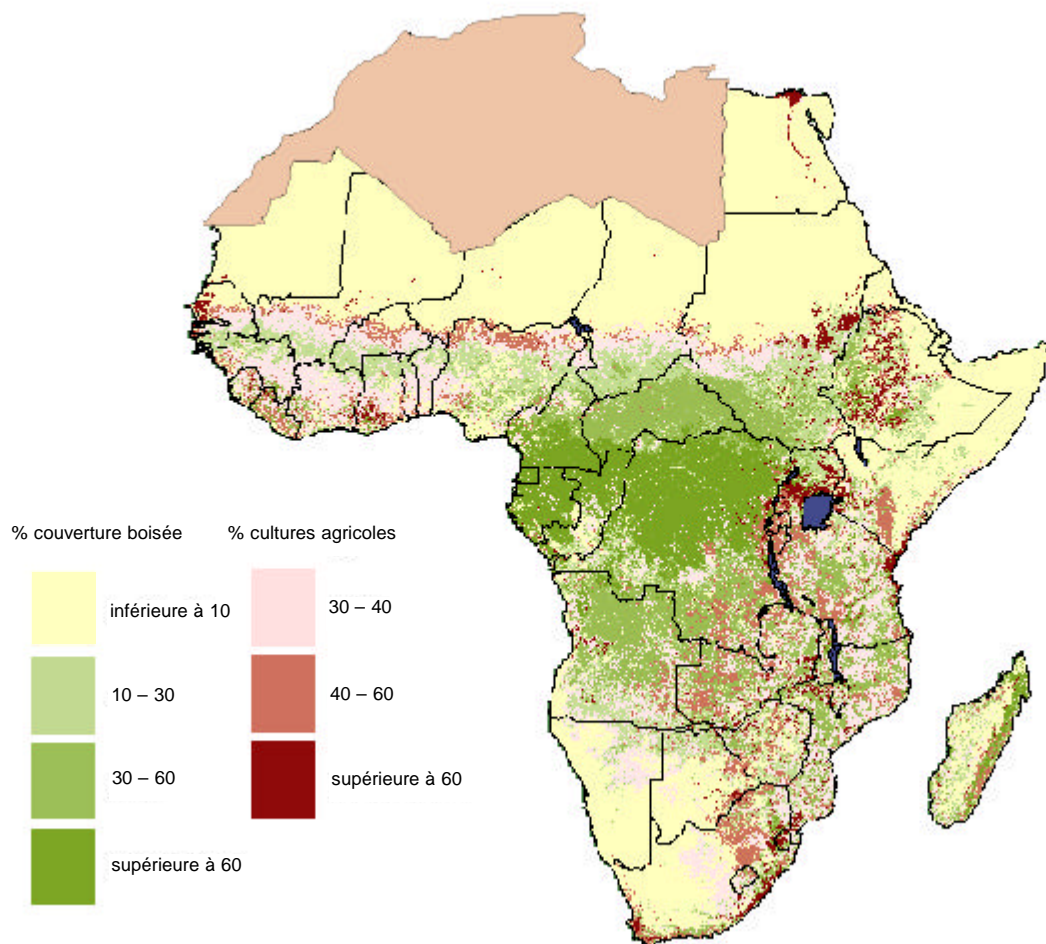 % couverture boisée
% cultures agricoles
inférieure à 10
30 – 40
10 – 30
40 – 60
30 – 60
supérieure à 60
supérieure à 60